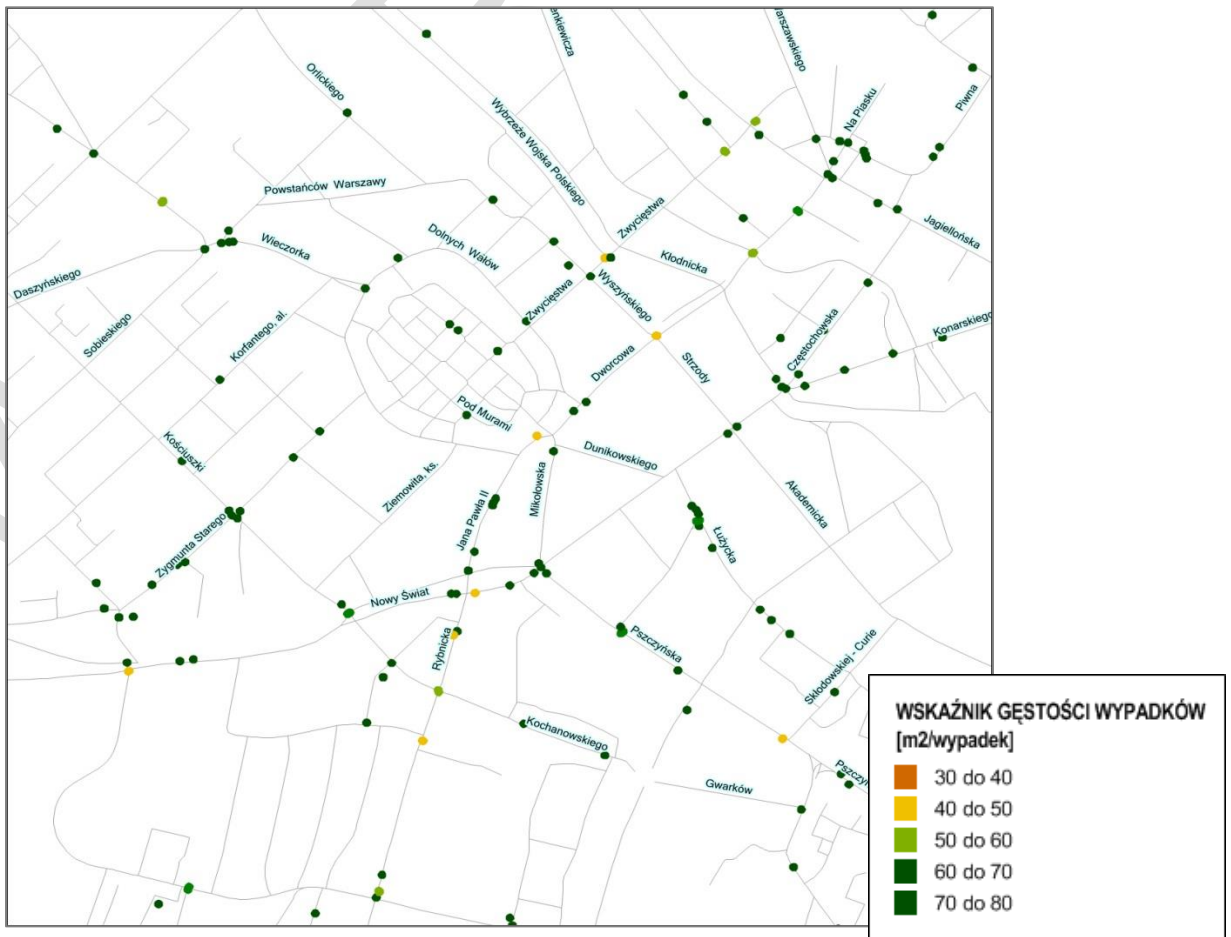 Orlickiego
Wybrzeże Wojska Polskiego
Na Piasku
Piwna
Powstańców Warszawy
Wieczorka
Dolnych Wałów
Zwycięstwa
Kłodnicka
Jagiellońska
Daszyńskiego
Sobieskiego
Korfantego, al.
Zwycięstwa
Wyszyńskiego
Częstochowska
Konarskiego
Dworcowa
Strzody
Pod Murami
Kościuszki
Ziemowita, ks.
Dunikowskiego
Mikołowska
Akademicka
Zygmunta Starego
Jana Pawła II
Łużycka
Nowy Świat
Rybnicka
Pszczyńska
Skłodowskiej - Curie
Kochanowskiego
Gwarków
WSKAŹNIK GĘSTOŚCI WYPADKÓW
[m2/wypadek]
30 do 40
40 do 50
50 do 60
60 do 70
70 do 80